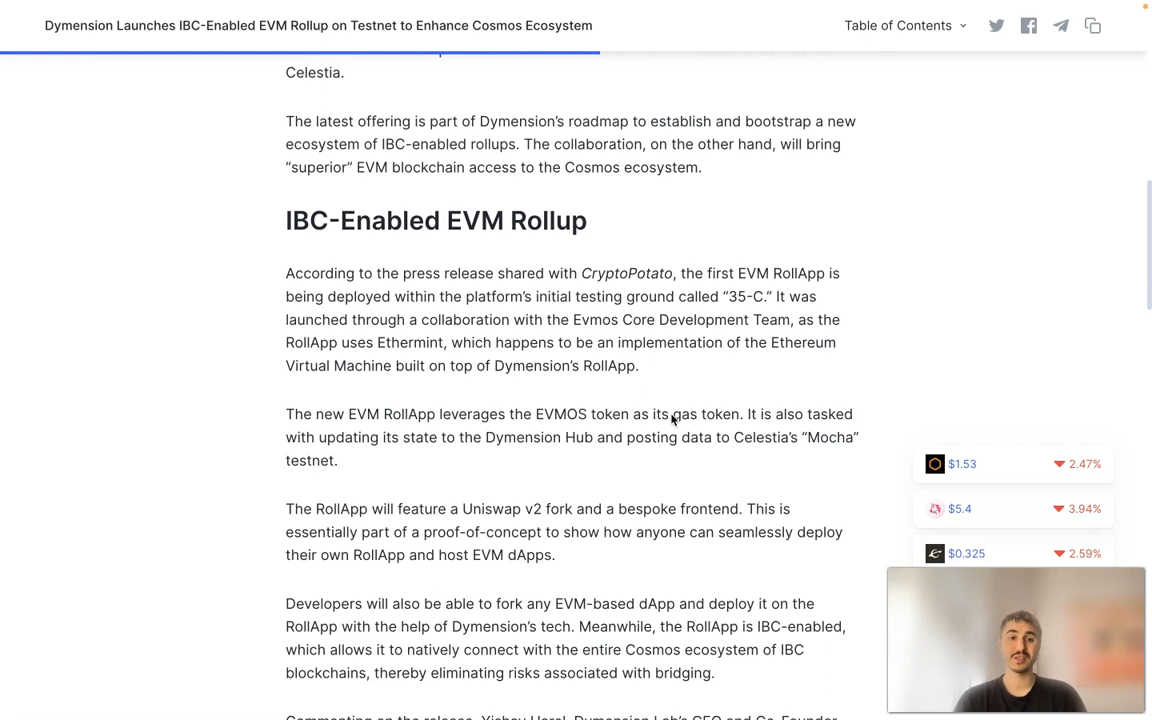 Dymension Launches IBC-Enabled EVM Rollup on Testnet to Enhance Cosmos Ecosystem
Table of Contents
Celestia.
The latest offering is part of Dymension’s roadmap to establish and bootstrap a new
ecosystem of IBC-enabled rollups. The collaboration, on the other hand, will bring
“superior” EVM blockchain access to the Cosmos ecosystem.
IBC-Enabled EVM Rollup
According to the press release shared with CryptoPotato, the first EVM RollApp is
being deployed within the platform’s initial testing ground called “35-C.” It was
launched through a collaboration with the Evmos Core Development Team, as the
RollApp uses Ethermint, which happens to be an implementation of the Ethereum
Virtual Machine built on top of Dymension’s RollApp.
The new EVM RollApp leverages the EVMOS token as its gas token. It is also tasked
with updating its state to the Dymension Hub and posting data to Celestia’s “Mocha”
testnet.
The RollApp will feature a Uniswap v2 fork and a bespoke frontend. This is
essentially part of a proof-of-concept to show how anyone can seamlessly deploy
their own RollApp and host EVM dApps.
Developers will also be able to fork any EVM-based dApp and deploy it on the
RollApp with the help of Dymension’s tech. Meanwhile, the RollApp is IBC-enabled,
which allows it to natively connect with the entire Cosmos ecosystem of IBC
blockchains, thereby eliminating risks associated with bridging.
Commenting on the release, Yishay Harel, Dymension Lab’s CEO and Co-Founder
$1.53 2.47%
$5.4 3.94%
$0.325 2.59%